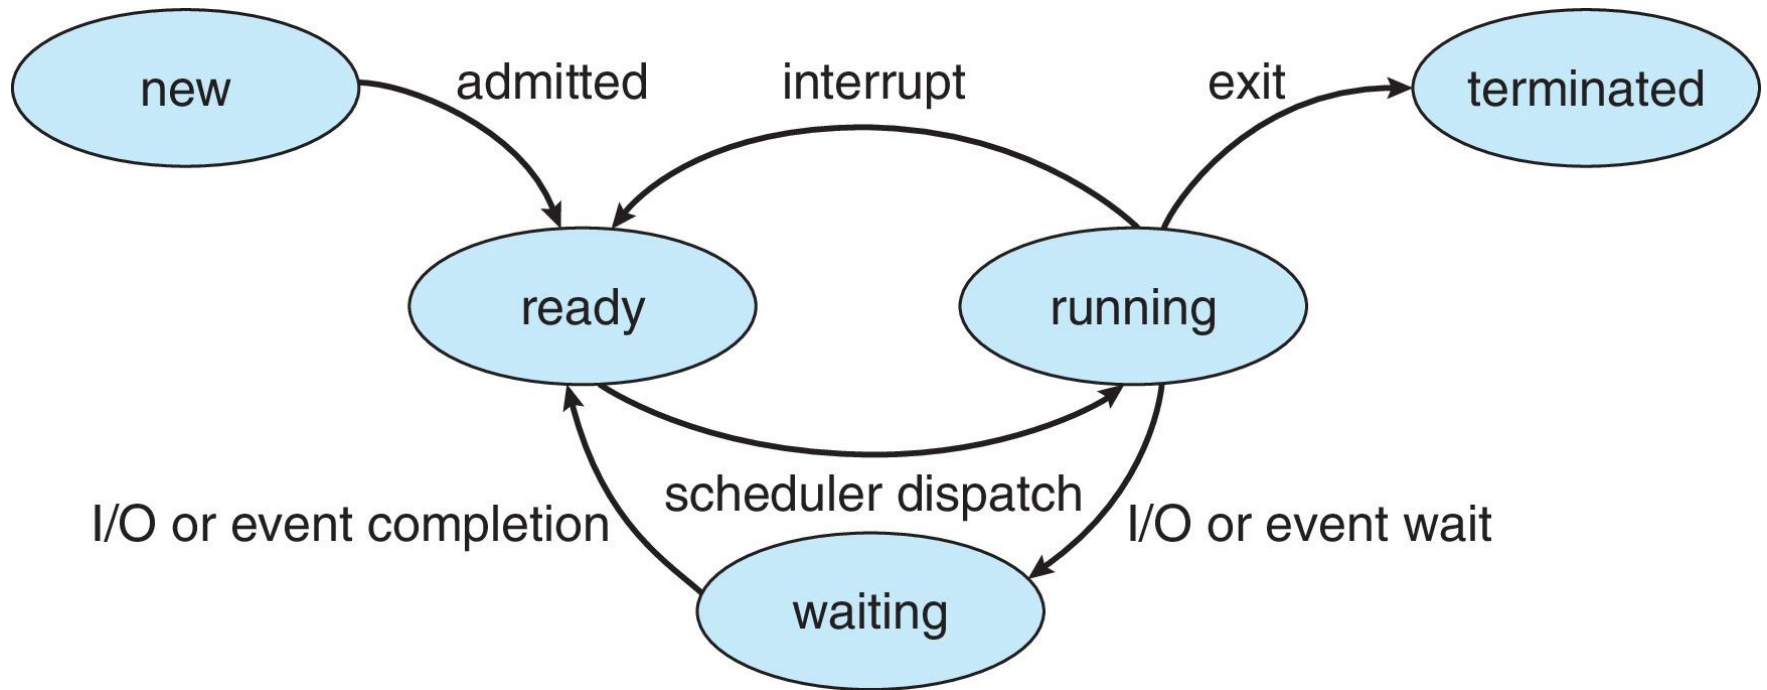 new
admitted
interrupt
exit
terminated
ready
running
scheduler dispatch
I/O or event completion
I/O or event wait
waiting